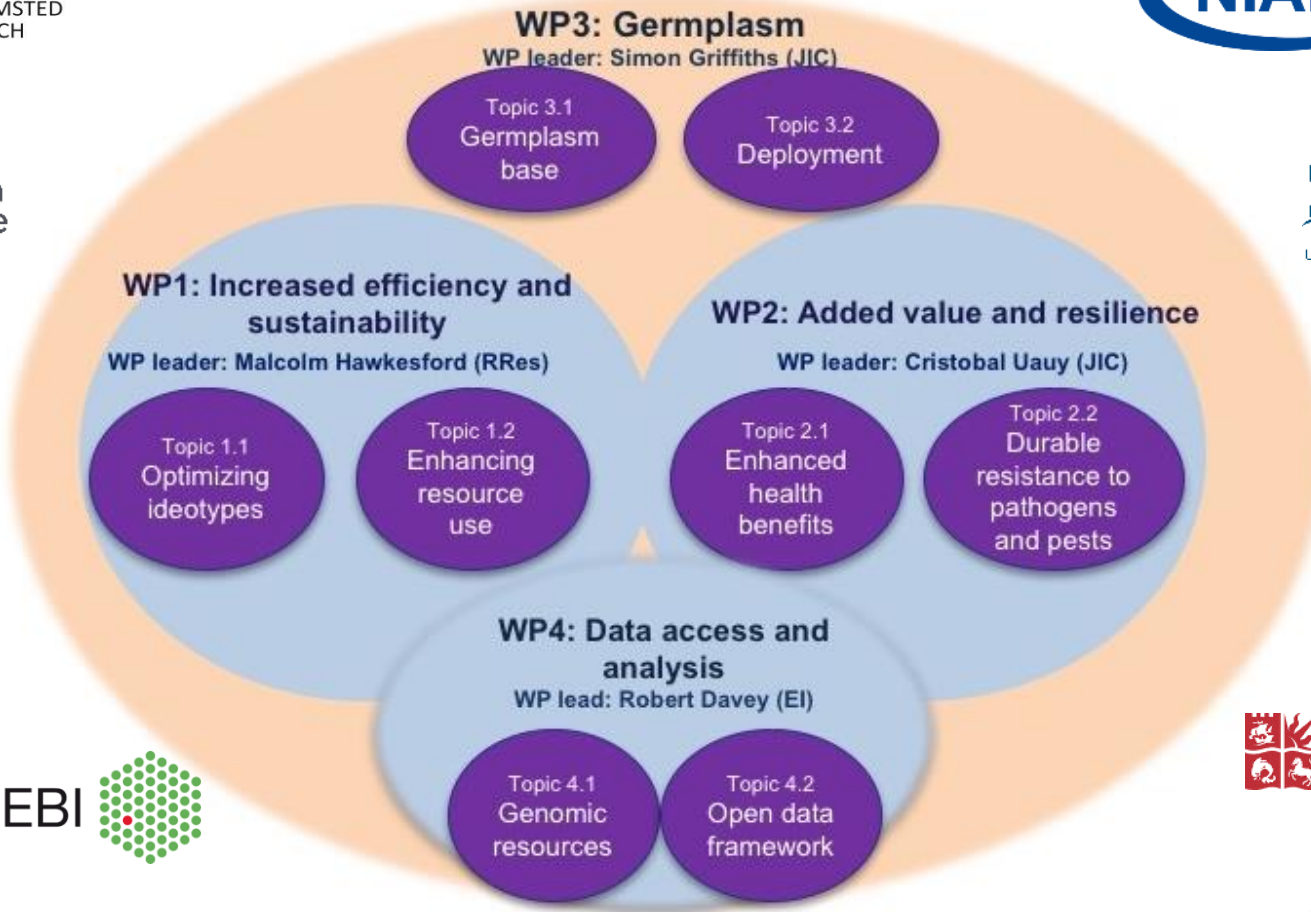 MSTED
CH
WP3: Germplasm
WP leader: Simon Griffiths (JIC)
Topic 3.1
Germplasm
base
Topic 3.2
Deployment
WP1: Increased efficiency and
sustainability
WP leader: Malcolm Hawkesford (RRes)
Topic 1.1
Optimizing
ideotypes
Topic 1.2
Enhancing
resource
use
WP2: Added value and resilience
WP leader: Cristobal Uauy (JIC)
Topic 2.1
Enhanced
health
benefits
Topic 2.2
Durable
resistance to
pathogens
and pests
WP4: Data access and
analysis
WP lead: Robert Davey (EI)
Topic 4.1
Genomic
resources
Topic 4.2
Open data
framework
EBI